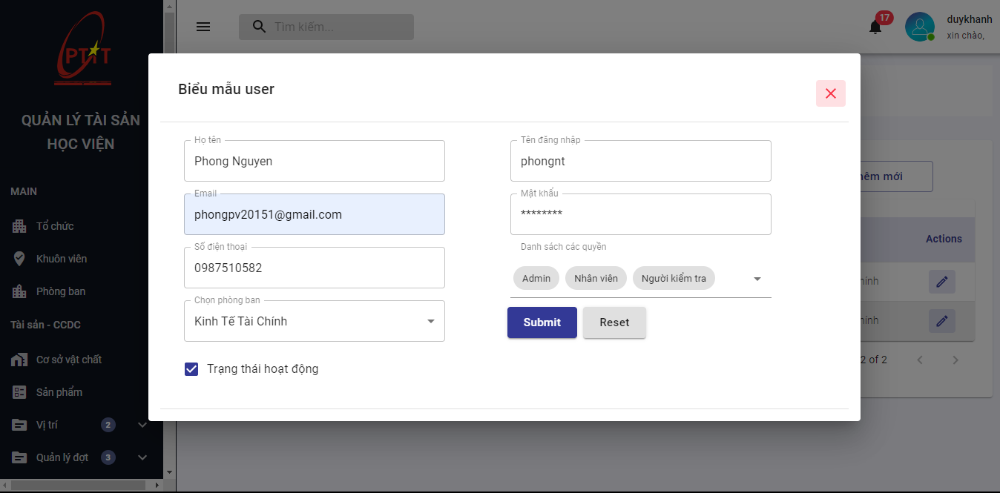 PTIT
QUẢN LÝ TÀI SẢN
HỌC VIỆN
MAIN
Tổ chức
Khuôn viên
Phòng ban
Tài sản - CCDC
Cơ sở vật chất
Sản phẩm
Vị trí 2
Quản lý đợt 3
Tìm kiếm...
17
duykhanh
xin chào,
Biểu mẫu user
Họ tên
Phong Nguyen
Tên đăng nhập
phongnt
Email
phongpv20151@gmail.com
Mật khẩu
********
Số điện thoại
0987510582
Danh sách các quyền
Admin Nhân viên Người kiểm tra
Chọn phòng ban
Kinh Tế Tài Chính
Submit Reset
Trạng thái hoạt động
mới
Actions
2 of 2